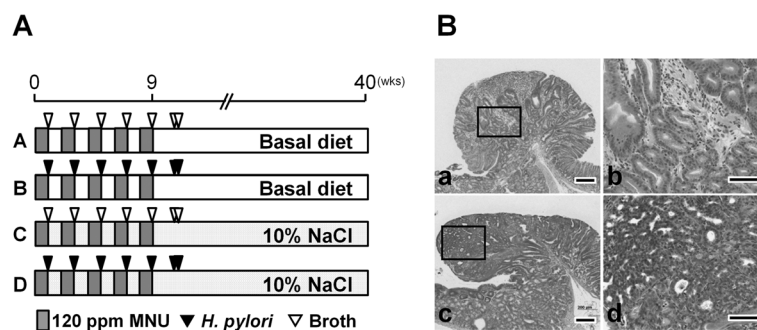 A
B
0 9 40(wks)
A Basal diet
B Basal diet
C 10% NaCl
D 10% NaCl
120 ppm MNU H. pylori Broth
a
b
c
d